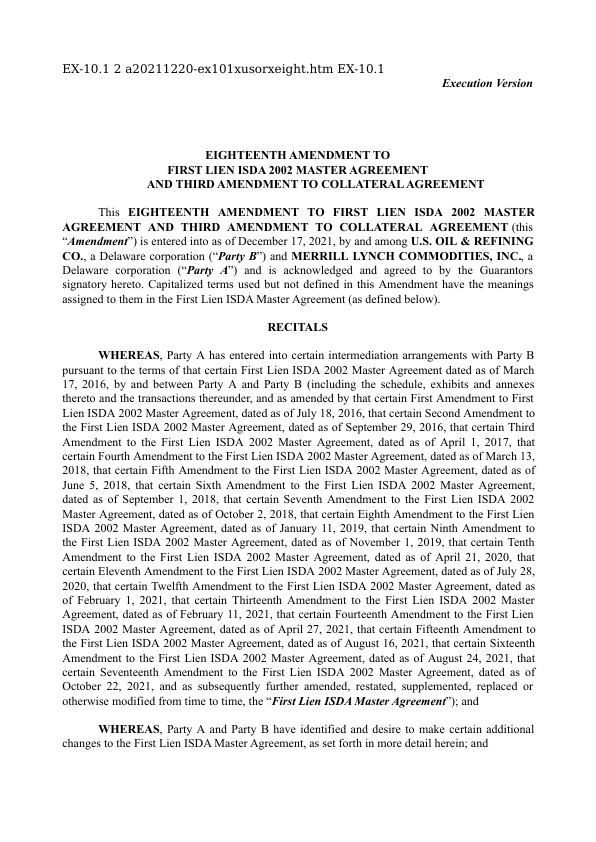 EX-10.1 2 a20211220-ex101xusorxeight.htm EX-10.1
Execution Version
EIGHTEENTH AMENDMENT TO
FIRST LIEN ISDA 2002 MASTER AGREEMENT
AND THIRD AMENDMENT TO COLLATERAL AGREEMENT
This EIGHTEENTH AMENDMENT TO FIRST LIEN ISDA 2002 MASTER
AGREEMENT AND THIRD AMENDMENT TO COLLATERAL AGREEMENT (this
“Amendment”) is entered into as of December 17, 2021, by and among U.S. OIL & REFINING
CO., a Delaware corporation (“Party B”) and MERRILL LYNCH COMMODITIES, INC., a
Delaware corporation (“Party A”) and is acknowledged and agreed to by the Guarantors
signatory hereto. Capitalized terms used but not defined in this Amendment have the meanings
assigned to them in the First Lien ISDA Master Agreement (as defined below).
RECITALS
WHEREAS, Party A has entered into certain intermediation arrangements with Party B
pursuant to the terms of that certain First Lien ISDA 2002 Master Agreement dated as of March
17, 2016, by and between Party A and Party B (including the schedule, exhibits and annexes
thereto and the transactions thereunder, and as amended by that certain First Amendment to First
Lien ISDA 2002 Master Agreement, dated as of July 18, 2016, that certain Second Amendment to
the First Lien ISDA 2002 Master Agreement, dated as of September 29, 2016, that certain Third
Amendment to the First Lien ISDA 2002 Master Agreement, dated as of April 1, 2017, that
certain Fourth Amendment to the First Lien ISDA 2002 Master Agreement, dated as of March 13,
2018, that certain Fifth Amendment to the First Lien ISDA 2002 Master Agreement, dated as of
June 5, 2018, that certain Sixth Amendment to the First Lien ISDA 2002 Master Agreement,
dated as of September 1, 2018, that certain Seventh Amendment to the First Lien ISDA 2002
Master Agreement, dated as of October 2, 2018, that certain Eighth Amendment to the First Lien
ISDA 2002 Master Agreement, dated as of January 11, 2019, that certain Ninth Amendment to
the First Lien ISDA 2002 Master Agreement, dated as of November 1, 2019, that certain Tenth
Amendment to the First Lien ISDA 2002 Master Agreement, dated as of April 21, 2020, that
certain Eleventh Amendment to the First Lien ISDA 2002 Master Agreement, dated as of July 28,
2020, that certain Twelfth Amendment to the First Lien ISDA 2002 Master Agreement, dated as
of February 1, 2021, that certain Thirteenth Amendment to the First Lien ISDA 2002 Master
Agreement, dated as of February 11, 2021, that certain Fourteenth Amendment to the First Lien
ISDA 2002 Master Agreement, dated as of April 27, 2021, that certain Fifteenth Amendment to
the First Lien ISDA 2002 Master Agreement, dated as of August 16, 2021, that certain Sixteenth
Amendment to the First Lien ISDA 2002 Master Agreement, dated as of August 24, 2021, that
certain Seventeenth Amendment to the First Lien ISDA 2002 Master Agreement, dated as of
October 22, 2021, and as subsequently further amended, restated, supplemented, replaced or
otherwise modified from time to time, the “First Lien ISDA Master Agreement”); and
WHEREAS, Party A and Party B have identified and desire to make certain additional
changes to the First Lien ISDA Master Agreement, as set forth in more detail herein; and